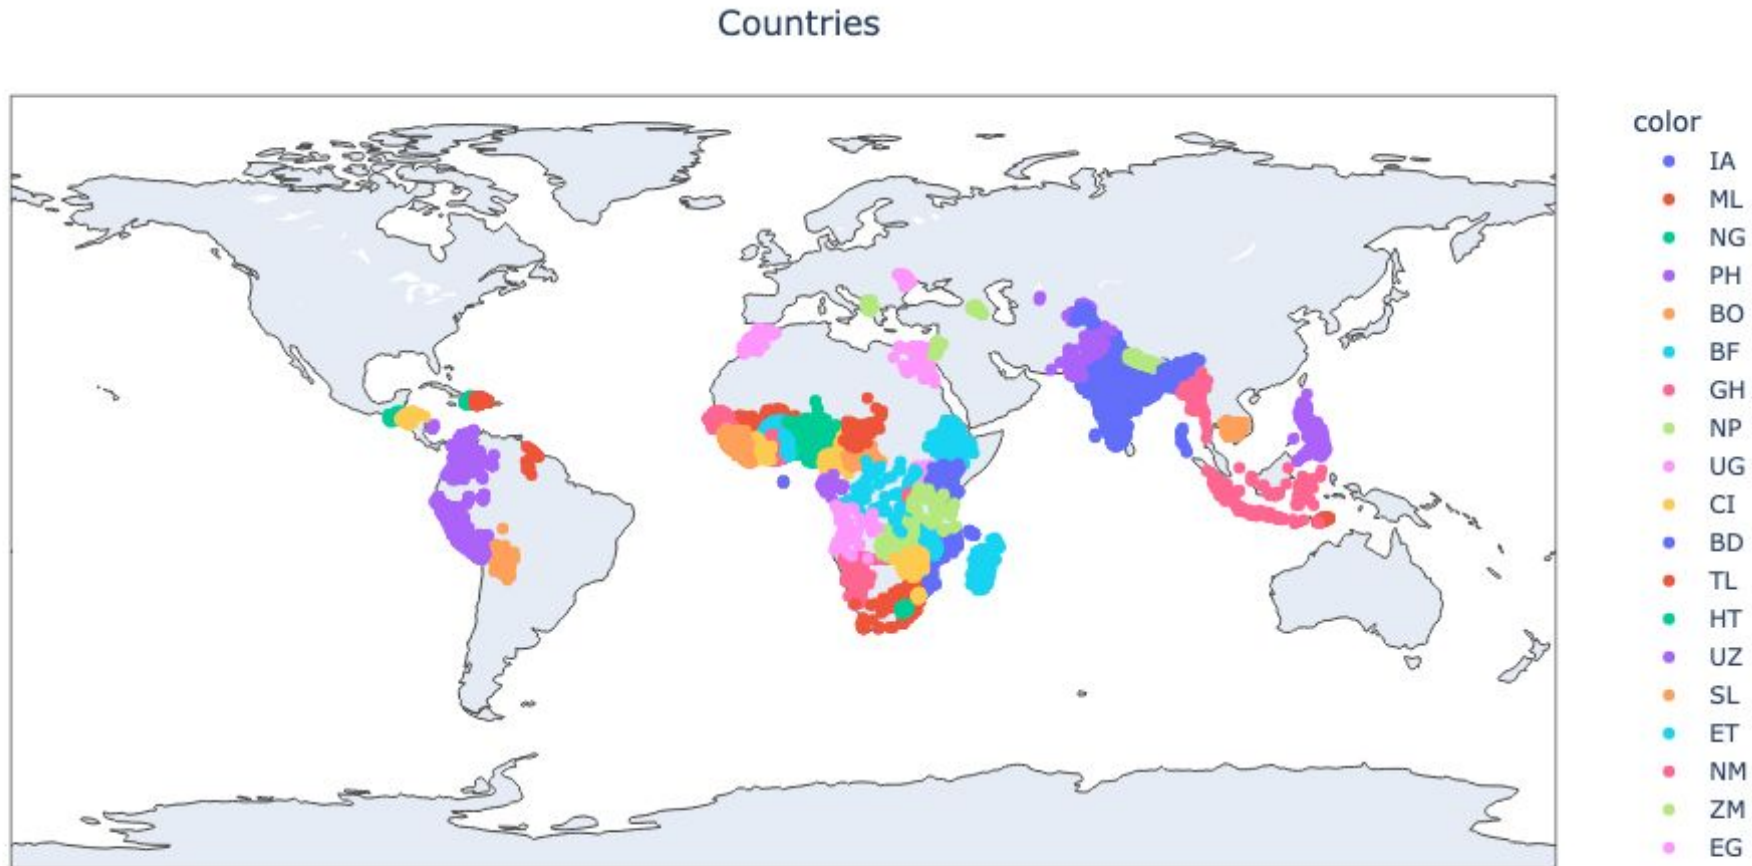 Countries
color
IA
ML
NG
PH
BO
BF
GH
NP
UG
CI
BD
TL
HT
UZ
SL
ET
NM
ZM
EG